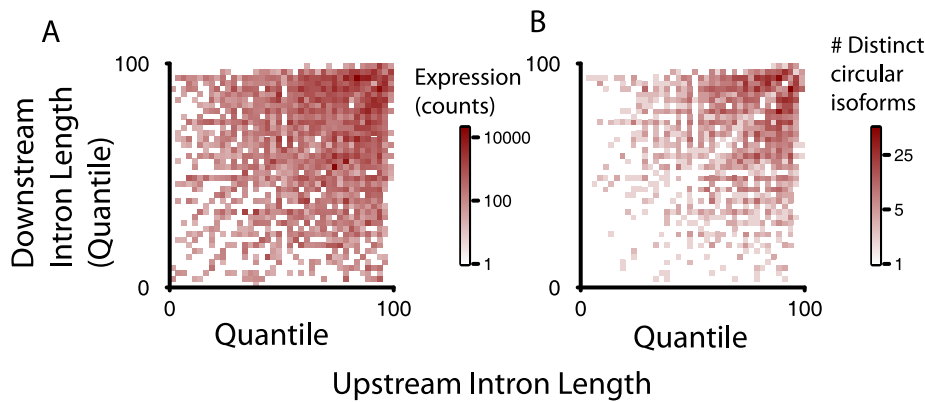 A
B
Downstream
Intron Length
(Quantile)
100
0
0
100
Quantile
Expression
(counts)
10000
100
1
100
0
0
100
Quantile
# Distinct
circular
isoforms
25
5
1
Upstream Intron Length